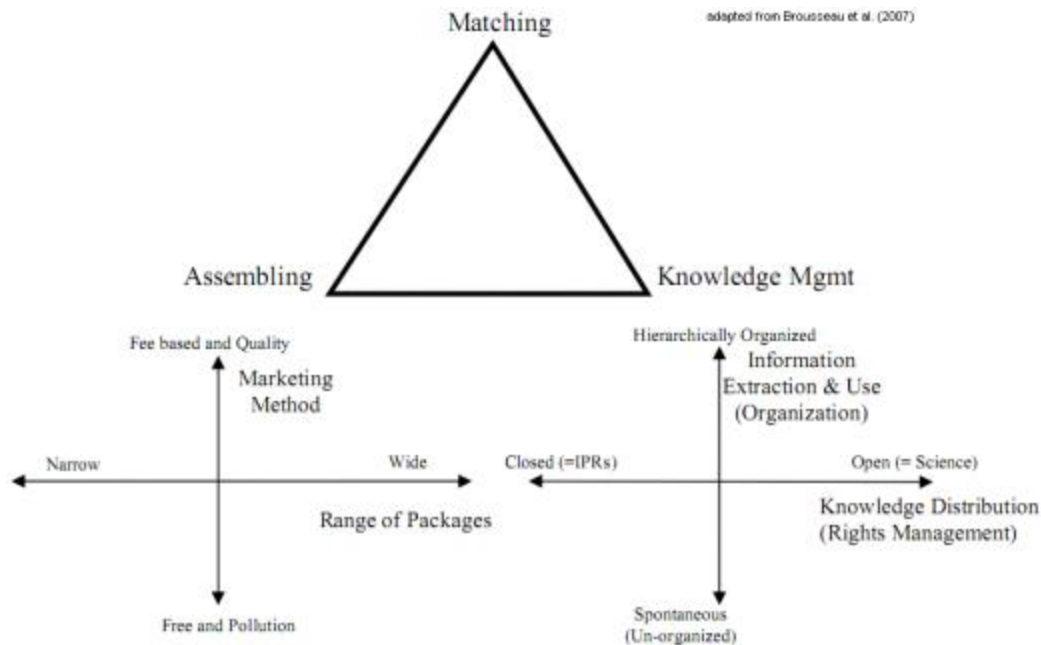 adapted from Brousseau et al. (2007)
Matching
Assembling
Knowledge Mgmt
Fee based and Quality
Marketing
Method
Narrow
Wide
Range of Packages
Free and Pollution
Hierarchically Organized
Information
Extraction & Use
(Organization)
Closed (=IPRs)
Open (= Science)
Knowledge Distribution
(Rights Management)
Spontaneous
(Un-organized)